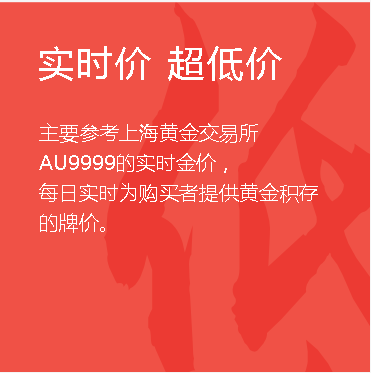 实时价 超低价
主要参考上海黄金交易所
AU9999的实时金价，
每日实时为购买者提供黄金积存
的牌价。
低